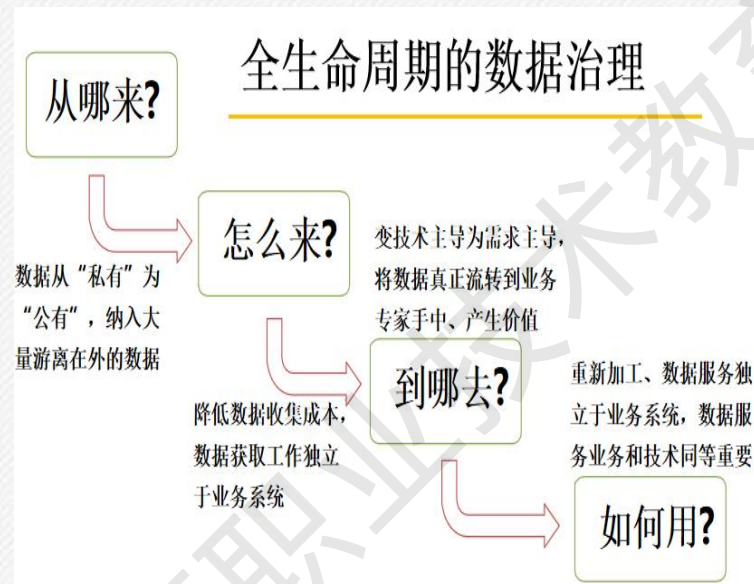 全生命周期的数据治理
从哪来?
数据从“私有”为
“公有”，纳入大
量游离在外的数据
怎么来?
降低数据收集成本，
数据获取工作独立
于业务系统
变技术主导为需求主导，
将数据真正流转到业务
专家手中、产生价值
到哪去?
重新加工、数据服务独
立于业务系统，数据服
务业务和技术同等重要
如何用?
职业技术教